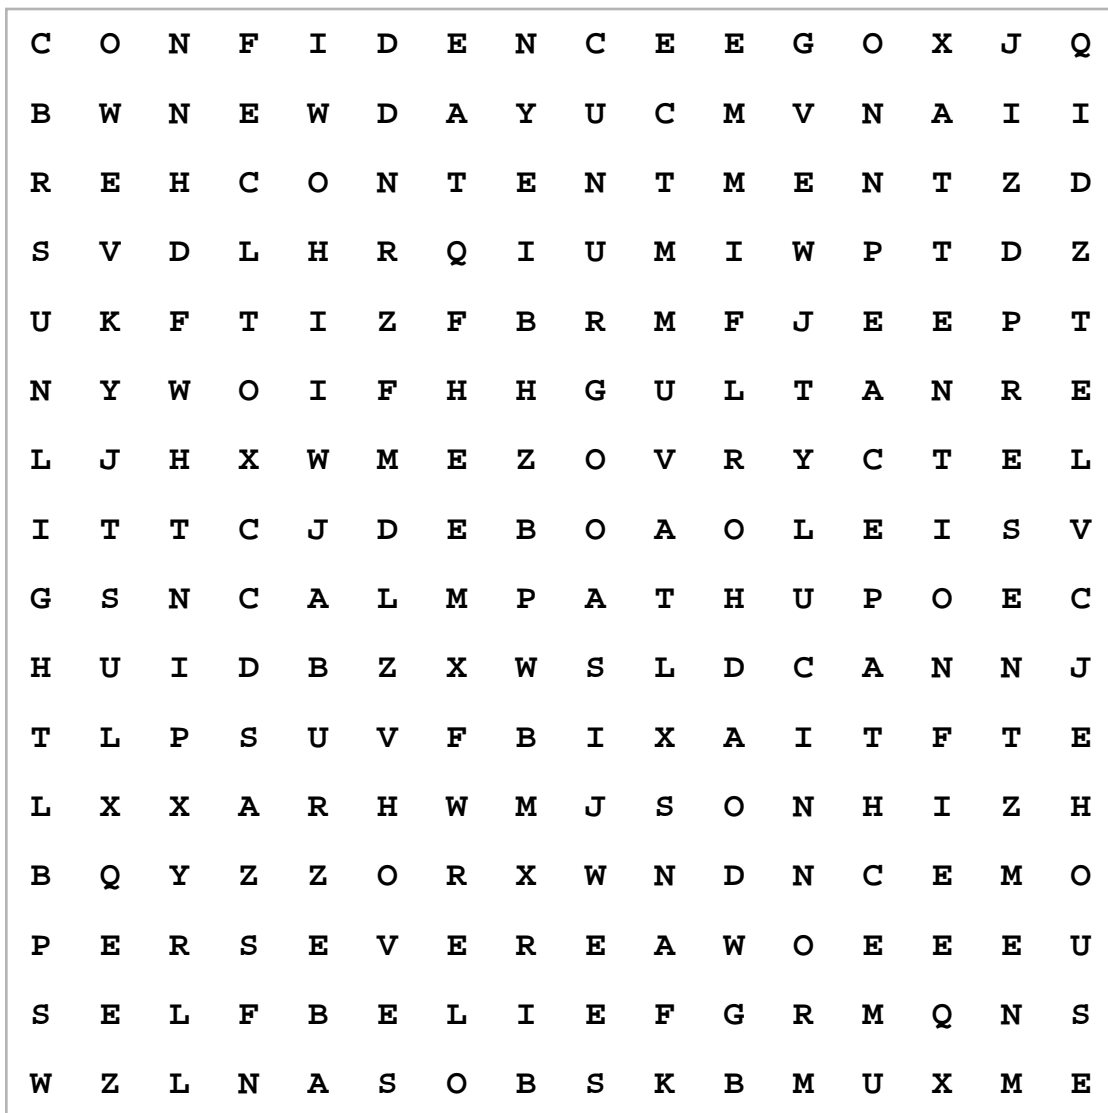 C O N F I D E N C E E G O X J Q
B W N E W D A Y U C M V N A I I
R E H C O N T E N T M E N T Z D
S V D L H R Q I U M I W P T D Z
U K F T I Z F B R M F J E E P T
N Y W O I F H H G U L T A N R E
L J H X W M E Z O V R Y C T E L
I T T C J D E B O A O L E I S V
G S N C A L M P A T H U P O E C
H U I D B Z X W S L D C A N N J
T L P S U V F B I X A I T F T E
L X X A R H W M J S O N H I Z H
B Q Y Z Z O R X W N D N C E M O
P E R S E V E R E A W O E E E U
S E L F B E L I E F G R M Q N S
W Z L N A S O B S K B M U X M E